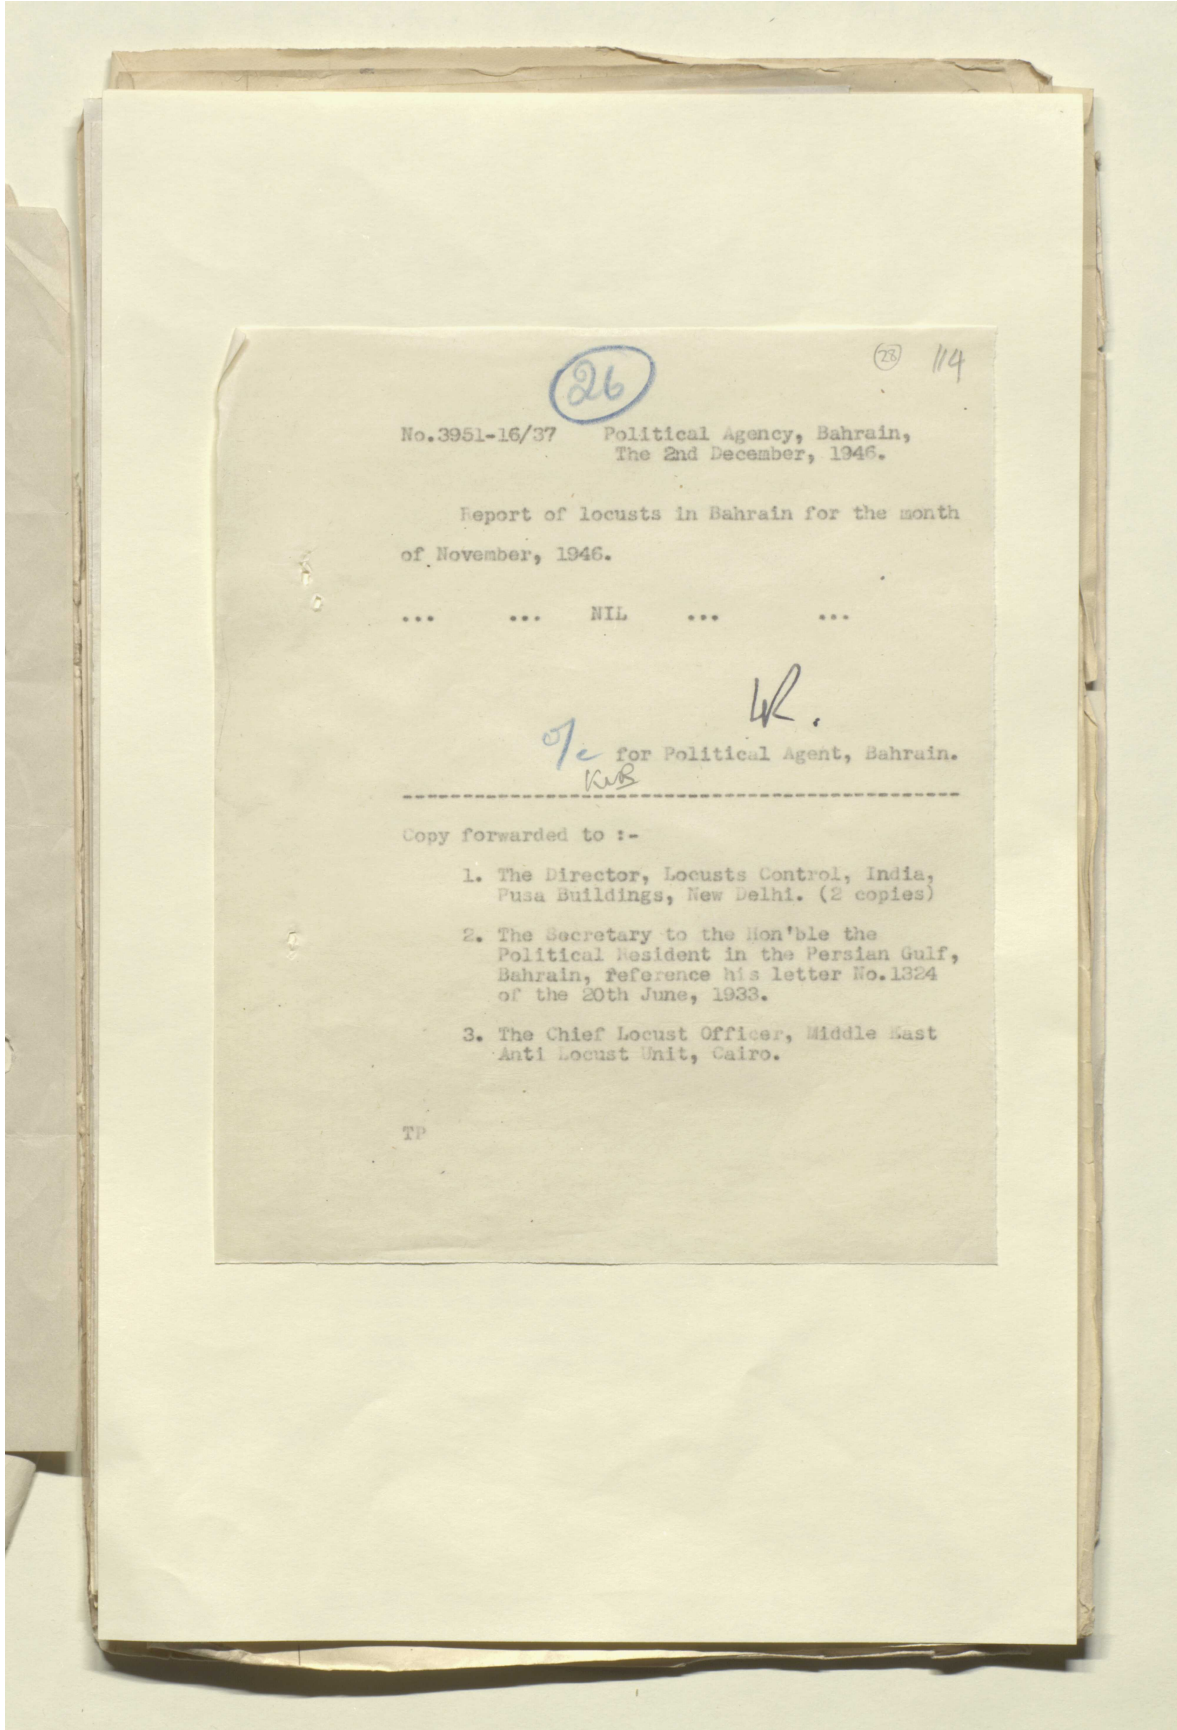 26
28
114
No.3951-16/37 Political Agency, Bahrain,
The 2nd December, 1946.
Report of locusts in Bahrain for the month
of November, 1946.
... ... NIL ... ...
o/c for Political Agent, Bahrain.
Copy forwarded to :-
1. The Director, Locusts Control, India,
Pusa Buildings, New Delhi. (2 copies)
2. The Secretary to the Hon'ble the
Political Resident in the Persian Gulf,
Bahrain, reference his letter No.1324
of the 20th June, 1933.
3. The Chief Locust Officer, Middle East
Anti Locust Unit, Cairo.
TP